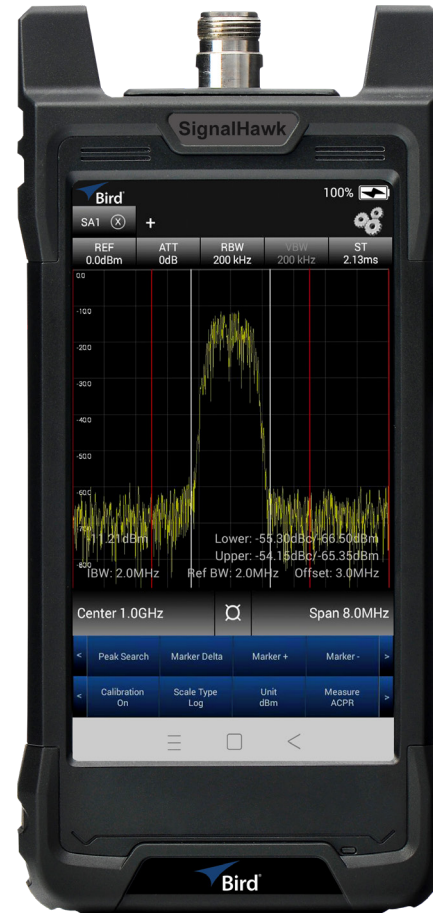 SignalHawk
Bird
100%
SA1 X +
REF ATT RBW VBW ST
0.0dBm 0dB 200 kHz 200 kHz 2.13ms
0.0
-10.0
-20.0
-30.0
-40.0
-50.0
-60.0
-11.21dBm Lower: -55.30dBc/-66.50dBm
Upper: -54.15dBc/-65.35dBm
IBW: 2.0MHz Ref BW: 2.0MHz Offset: 3.0MHz
-80.0
Center 1.0GHz Span 8.0MHz
< Peak Search Marker Delta Marker + Marker - >
< Calibration Scale Type Unit Measure >
On Log dBm ACPR
Bird